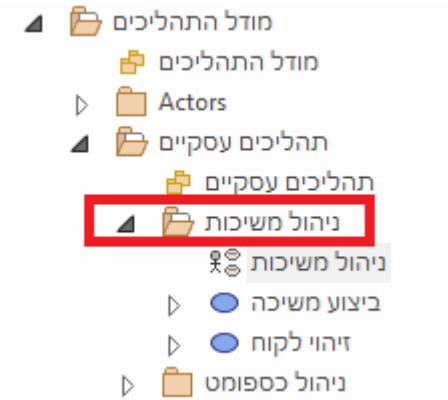 מודל התהליכים
מודל התהליכים
Actors
תהליכים עסקיים
תהליכים עסקיים
ניהול משיכות
ניהול משיכות
ביצוע משיכה
זיהוי לקוח
ניהול כספומט